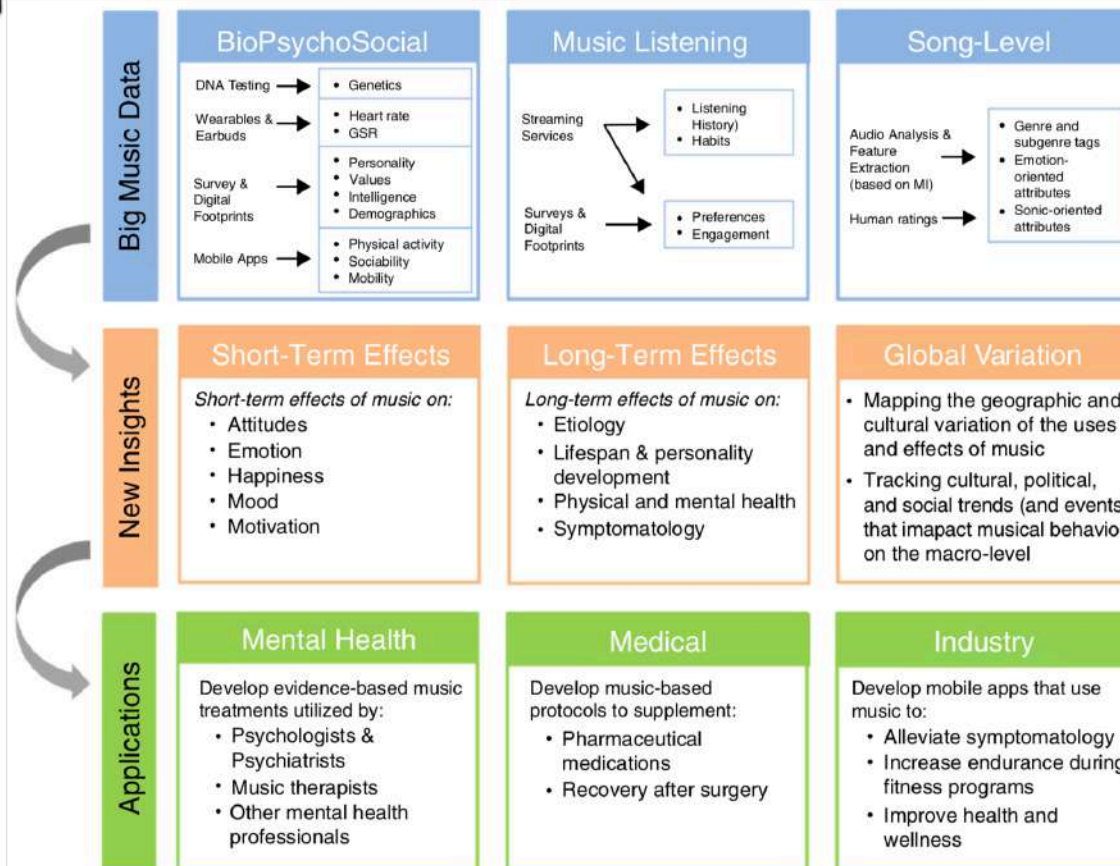 Big Music Data
BioPsychoSocial
DNA Testing
• Genetics
Wearables &
Earbuds
• Heart rate
• GSR
Survey &
Digital
Footprints
• Personality
• Values
• Intelligence
• Demographics
Mobile Apps
• Physical activity
• Sociability
• Mobility
Music Listening
Streaming
Services
• Listening
History)
• Habits
Surveys &
Digital
Footprints
• Preferences
• Engagement
Song-Level
Audio Analysis &
Feature
Extraction
(based on MI)
Human ratings
• Genre and
subgenre tags
• Emotion-
oriented
attributes
• Sonic-oriented
attributes
New Insights
Short-Term Effects
Short-term effects of music on:
• Attitudes
• Emotion
• Happiness
• Mood
• Motivation
Long-Term Effects
Long-term effects of music on:
• Etiology
• Lifespan & personality
development
• Physical and mental health
• Symptomatology
Global Variation
• Mapping the geographic and
cultural variation of the uses
and effects of music
• Tracking cultural, political,
and social trends (and events
that imapact musical behavio
on the macro-level
Applications
Mental Health
Develop evidence-based music
treatments utilized by:
• Psychologists &
Psychiatrists
• Music therapists
• Other mental health
professionals
Medical
Develop music-based
protocols to supplement:
• Pharmaceutical
medications
• Recovery after surgery
Industry
Develop mobile apps that use
music to:
• Alleviate symptomatology
• Increase endurance during
fitness programs
• Improve health and
wellness